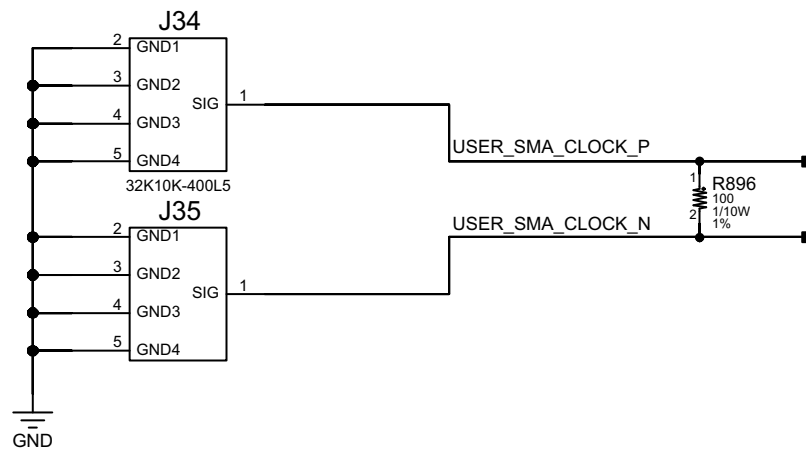 J34
2 GND1
3 GND2
SIG 1
4 GND3
5 GND4
32K10K-400L5
USER_SMA_CLOCK_P
1 R896
100
1/10W
2 1%
J35
2 GND1
USER_SMA_CLOCK_N
3 GND2
SIG 1
4 GND3
5 GND4
GND